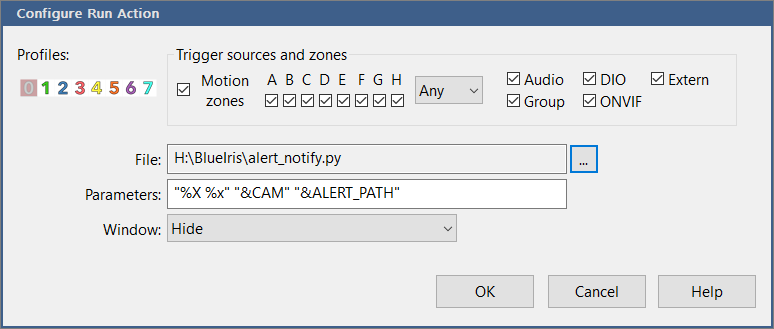 Configure Run Action
Profiles:
0 1 2 3 4 5 6 7
Trigger sources and zones
Motion zones
A B C D E F G H
Any
Audio
DIO
Extern
Group
ONVIF
File: H:\BlueIris\alert_notify.py ...
Parameters: "%X %x" "&CAM" "&ALERT_PATH"
Window: Hide
OK Cancel Help